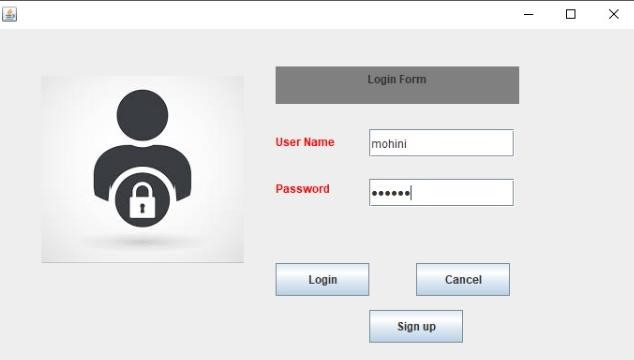 Login Form
User Name mohini
Password ••••••
Login Cancel
Sign up